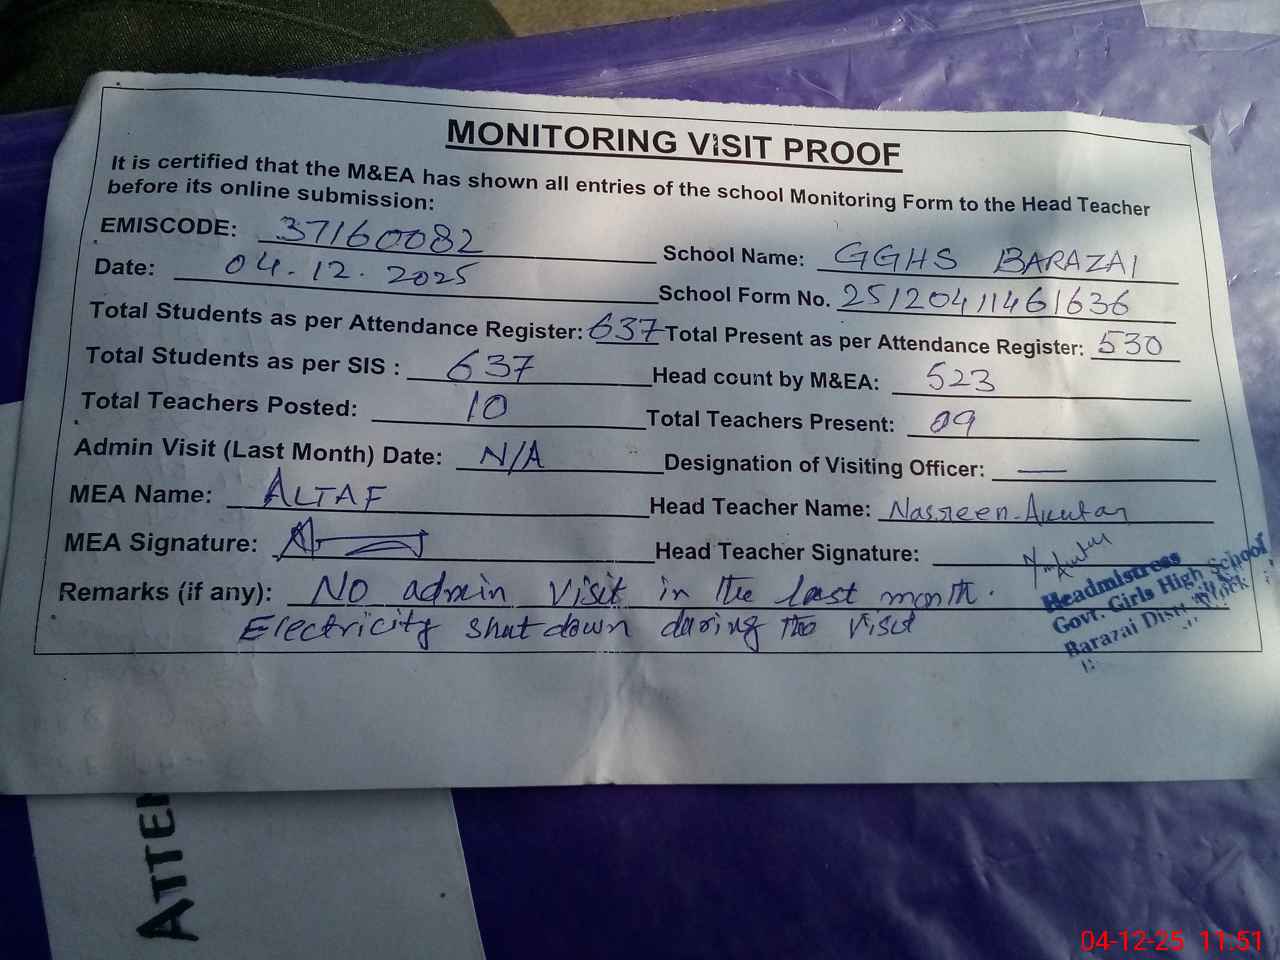 MONITORING VISIT PROOF
It is certified that the M&EA has shown all entries of the school Monitoring Form to the Head Teacher
before its online submission:
EMISCODE: 37160082 School Name: GGHS BARAZAI
Date: 04.12.2025 School Form No. 25120411461636
Total Students as per Attendance Register: 637 Total Present as per Attendance Register: 530
Total Students as per SIS : 637 Head count by M&EA: 523
Total Teachers Posted: 10 Total Teachers Present: 09
Admin Visit (Last Month) Date: N/A Designation of Visiting Officer: —
MEA Name: ALTAF Head Teacher Name: Nasreen Akhtar
MEA Signature: Head Teacher Signature:
Remarks (if any): No admin visit in the last month.
Electricity shut down during the visit
Headmistress
Govt. Girls High School
Barazai Distt
ATTE
04-12-25 11:51